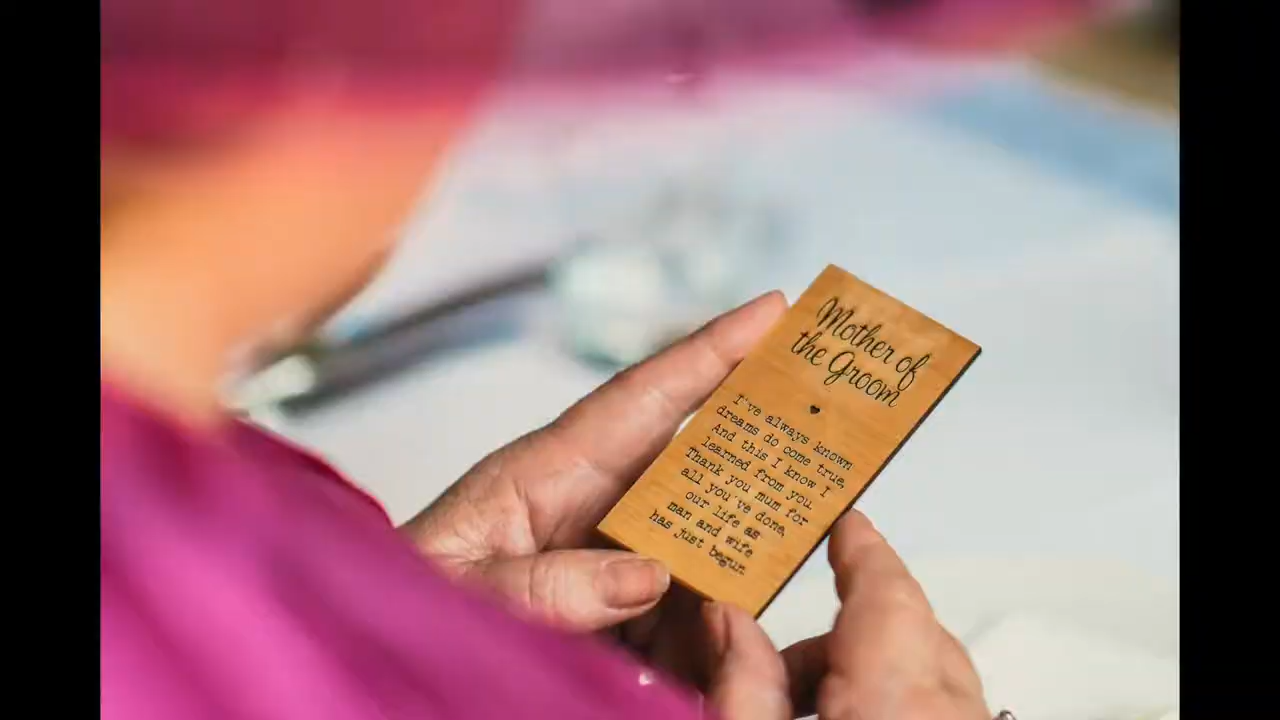 Mother of
the Groom
I've always known
dreams do come true,
And this I know I
learned from you.
Thank you mum for
all you've done,
our life as
man and wife
has just begun